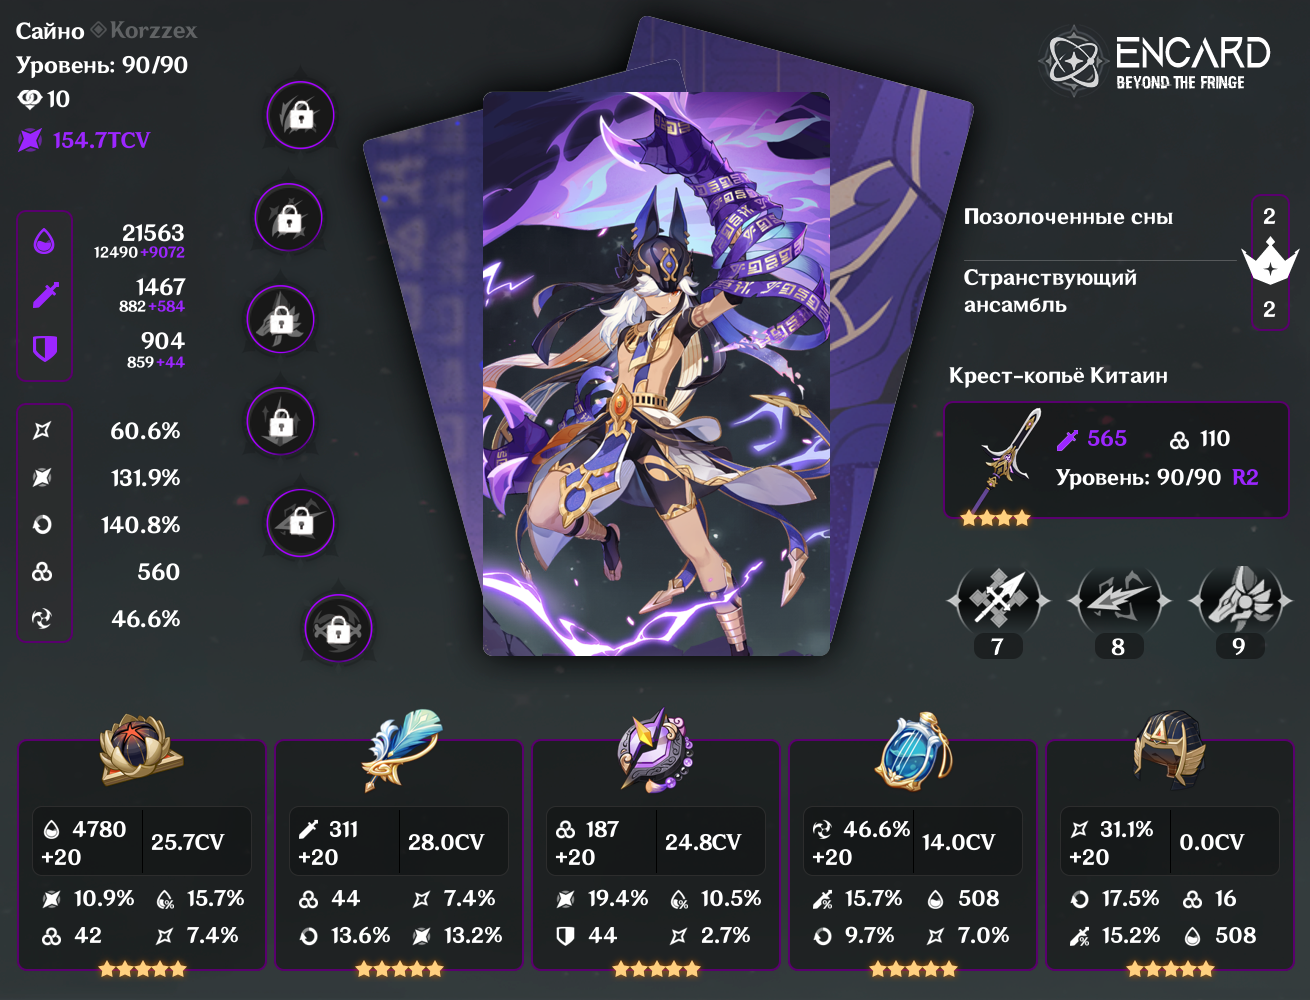 Сайно Korzzex
Уровень: 90/90
10
154.7TCV
21563
12490+9072
1467
882+584
904
859+44
60.6%
131.9%
140.8%
560
46.6%
ENCARD
BEYOND THE FRINGE
Позолоченные сны 2
Странствующий
ансамбль 2
Крест-копьё Китаин
565 110
Уровень: 90/90 R2
7 8 9
4780
+20 25.7CV
10.9% 15.7%
42 7.4%
311
+20 28.0CV
44 7.4%
13.6% 13.2%
187
+20 24.8CV
19.4% 10.5%
44 2.7%
46.6%
+20 14.0CV
15.7% 508
9.7% 7.0%
31.1%
+20 0.0CV
17.5% 16
15.2% 508